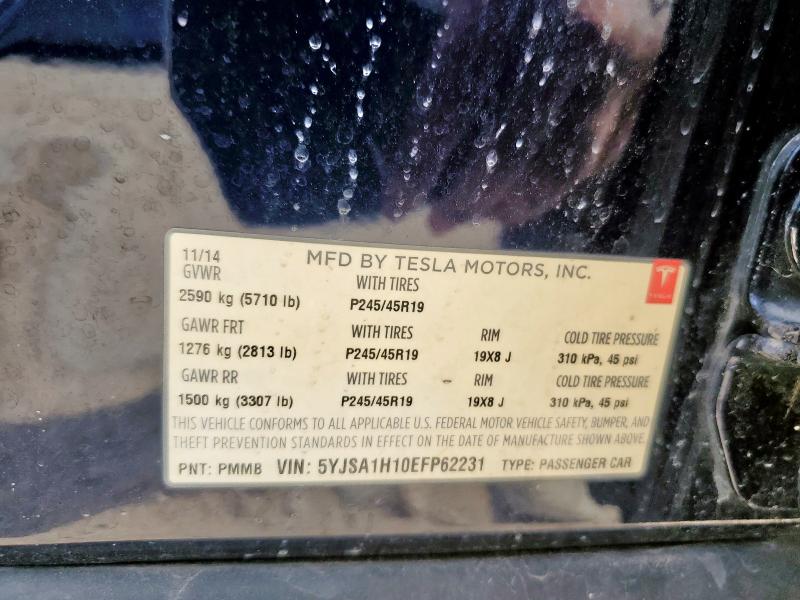 11/14
MFD BY TESLA MOTORS, INC.
GVWR WITH TIRES
2590 kg (5710 lb) P245/45R19
GAWR FRT WITH TIRES RIM COLD TIRE PRESSURE
1276 kg (2813 lb) P245/45R19 19X8 J 310 kPa, 45 psi
GAWR RR WITH TIRES RIM COLD TIRE PRESSURE
1500 kg (3307 lb) P245/45R19 19X8 J 310 kPa, 45 psi
THIS VEHICLE CONFORMS TO ALL APPLICABLE U.S. FEDERAL MOTOR VEHICLE SAFETY, BUMPER, AND
THEFT PREVENTION STANDARDS IN EFFECT ON THE DATE OF MANUFACTURE SHOWN ABOVE.
PNT: PMMB VIN: 5YJSA1H10EFP62231 TYPE: PASSENGER CAR
TESLA